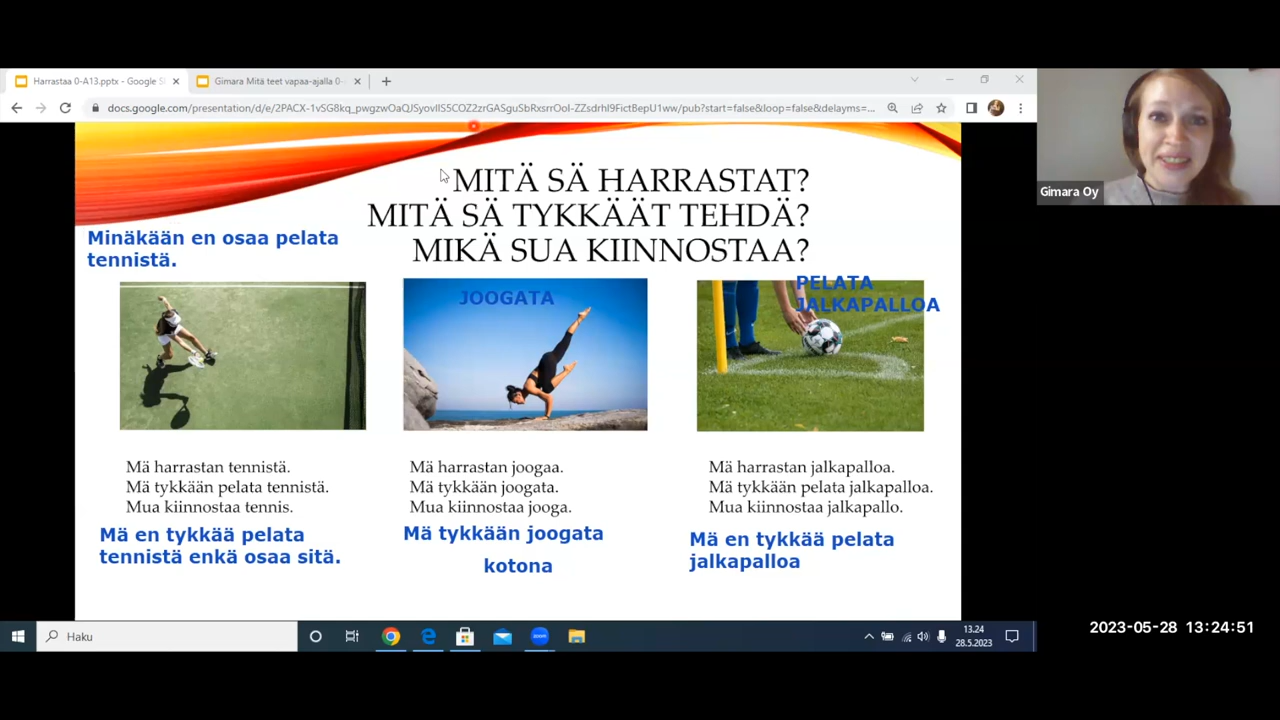 Harrastaa 0-A13.pptx - Google S
Gimara Mitä teet vapaa-ajalla 0-
Gimara Oy
MITÄ SÄ HARRASTAT?
MITÄ SÄ TYKKÄÄT TEHDÄ?
MIKÄ SUA KIINNOSTAA?
Minäkään en osaa pelata
tennistä.
JOOGATA
PELATA
JALKAPALLOA
Mä harrastan tennistä.
Mä tykkään pelata tennistä.
Mua kiinnostaa tennis.
Mä en tykkää pelata
tennistä enkä osaa sitä.
Mä harrastan joogaa.
Mä tykkään joogata.
Mua kiinnostaa jooga.
Mä tykkään joogata
kotona
Mä harrastan jalkapalloa.
Mä tykkään pelata jalkapalloa.
Mua kiinnostaa jalkapallo.
Mä en tykkää pelata
jalkapalloa
Haku
13.24
28.5.2023
2023-05-28 13:24:51